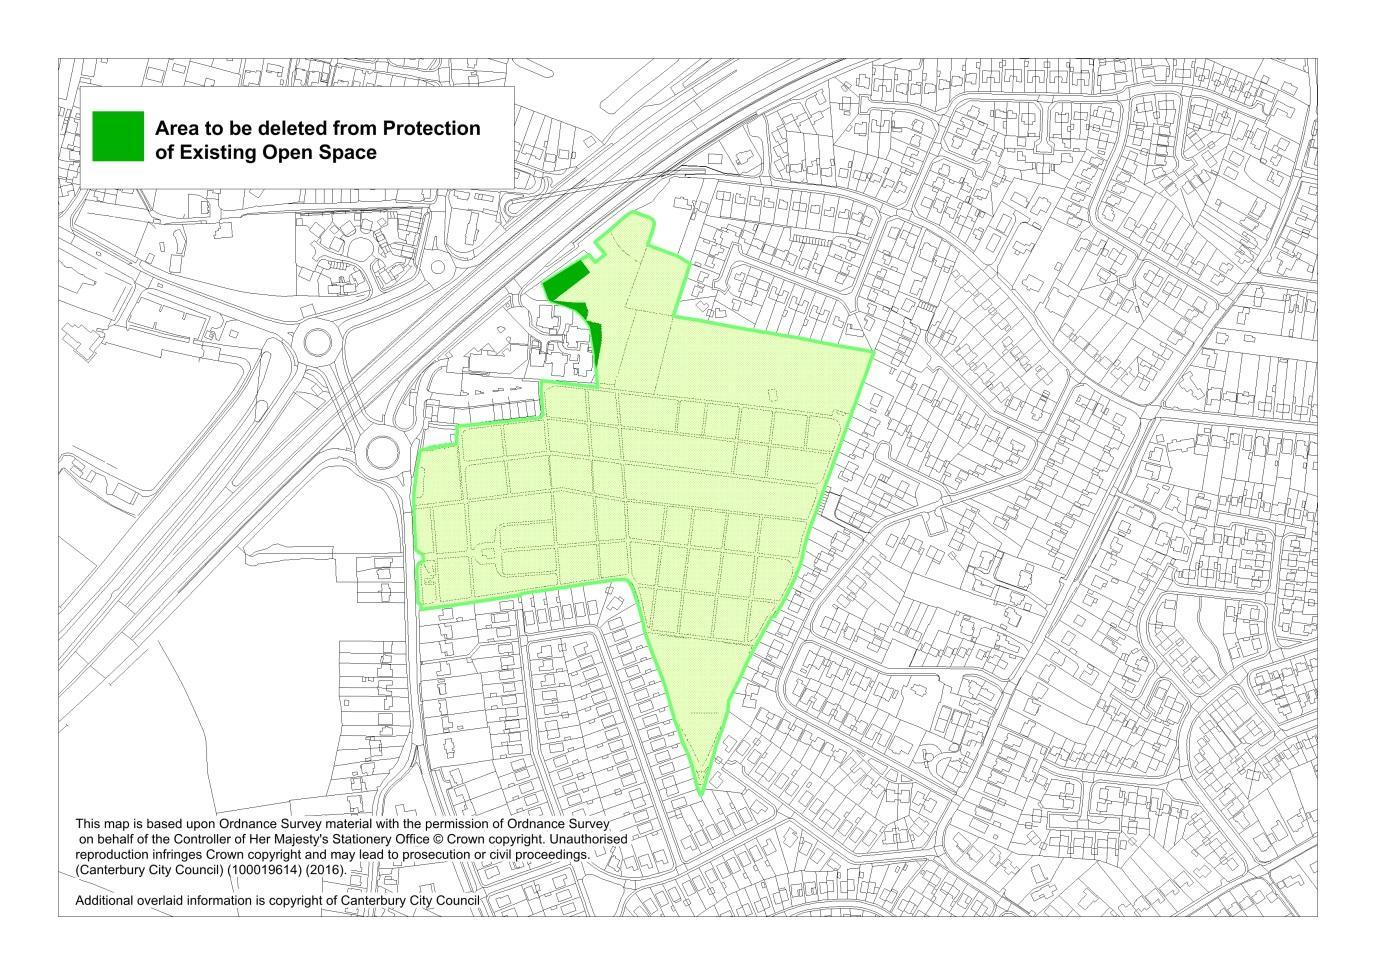 Area to be deleted from Protection
of Existing Open Space
This map is based upon Ordnance Survey material with the permission of Ordnance Survey
on behalf of the Controller of Her Majesty's Stationery Office © Crown copyright. Unauthorised
reproduction infringes Crown copyright and may lead to prosecution or civil proceedings.
(Canterbury City Council) (100019614) (2016).
Additional overlaid information is copyright of Canterbury City Council